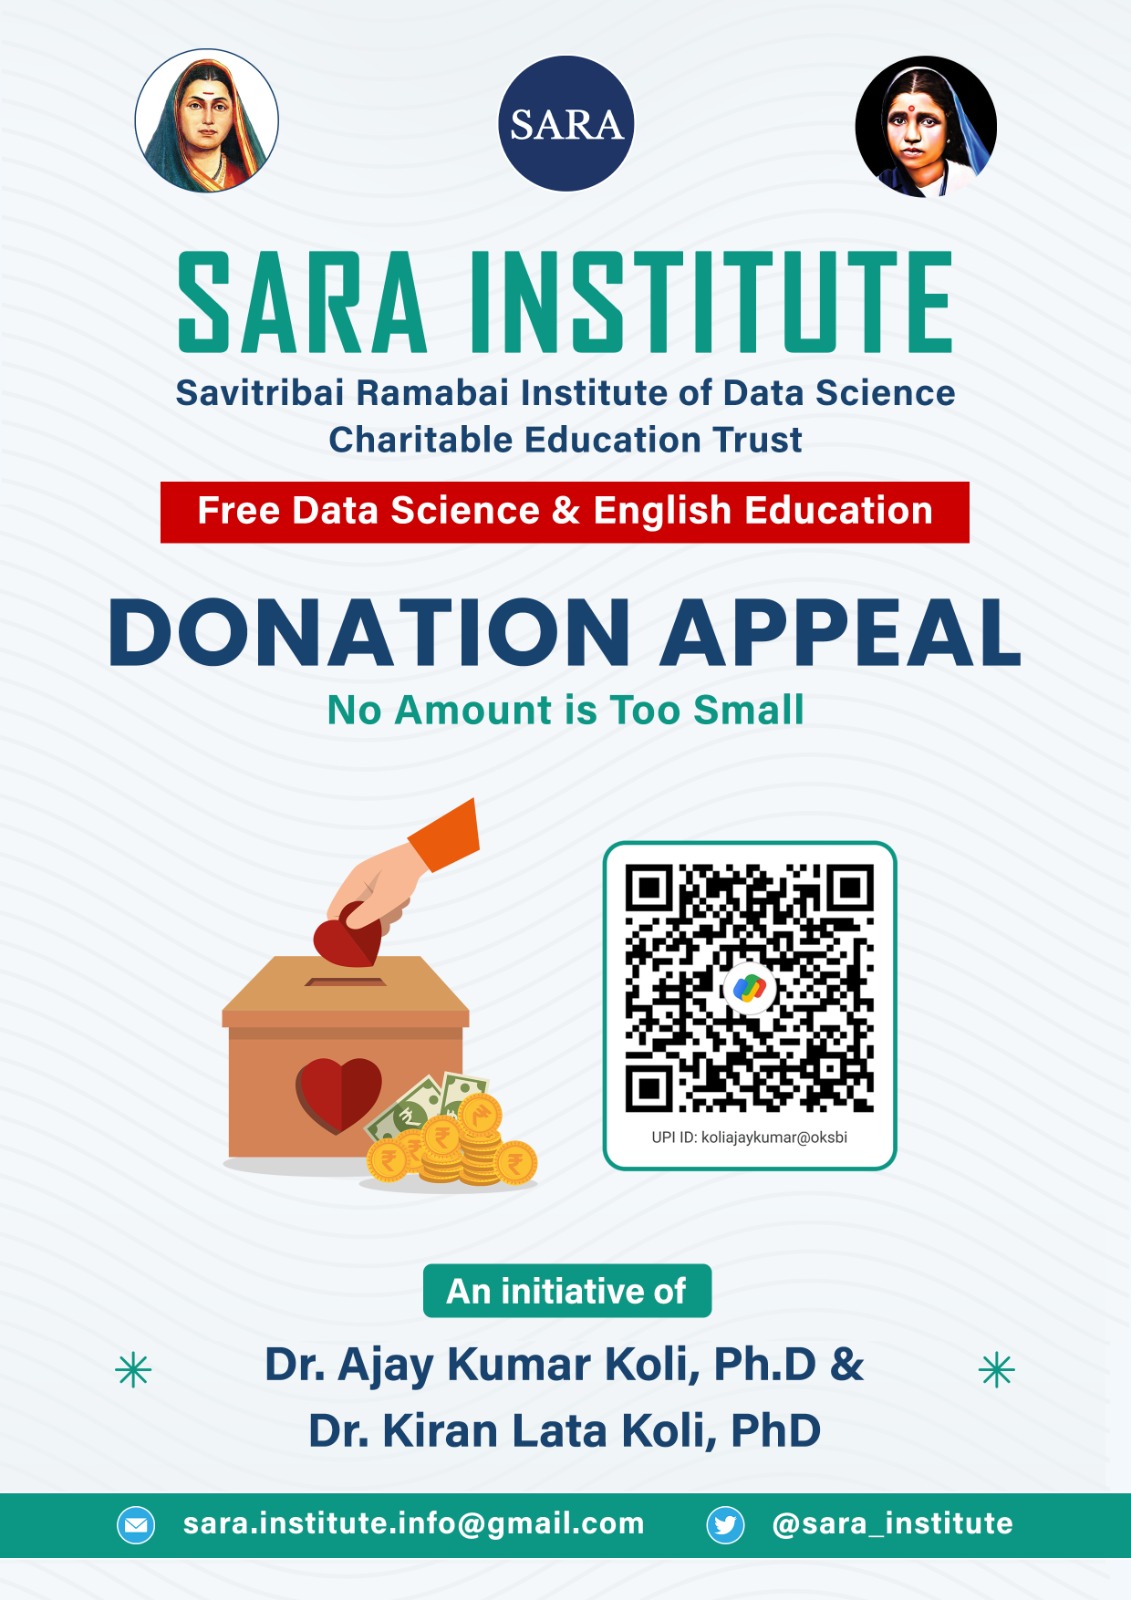 SARA
SARA INSTITUTE
Savitribai Ramabai Institute of Data Science
Charitable Education Trust
Free Data Science & English Education
DONATION APPEAL
No Amount is Too Small
UPI ID: koliajaykumar@oksbi
An initiative of
Dr. Ajay Kumar Koli, Ph.D &
Dr. Kiran Lata Koli, PhD
sara.institute.info@gmail.com
@sara_institute